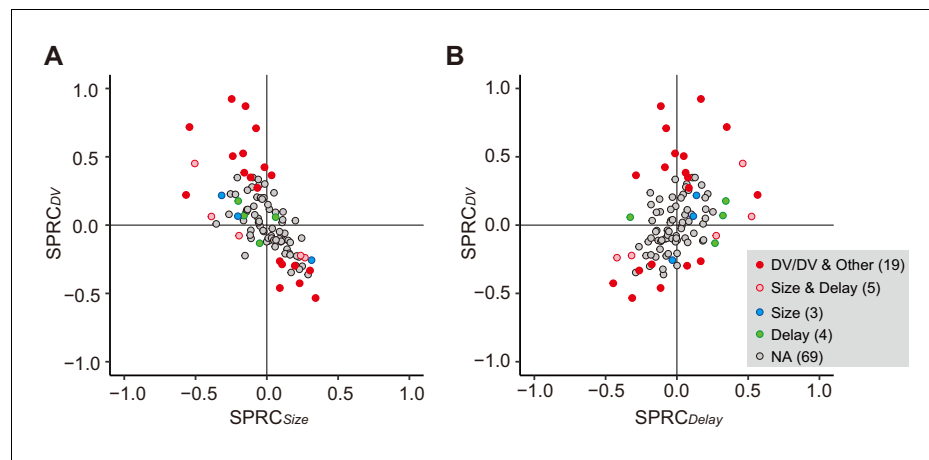 A
B
1.0
0.5
0.0
−0.5
−1.0
SPRCDV
−1.0 −0.5 0.0 0.5 1.0
SPRCSize
1.0
0.5
0.0
−0.5
−1.0
SPRCDV
−1.0 −0.5 0.0 0.5 1.0
SPRCDelay
DV/DV & Other (19)
Size & Delay (5)
Size (3)
Delay (4)
NA (69)